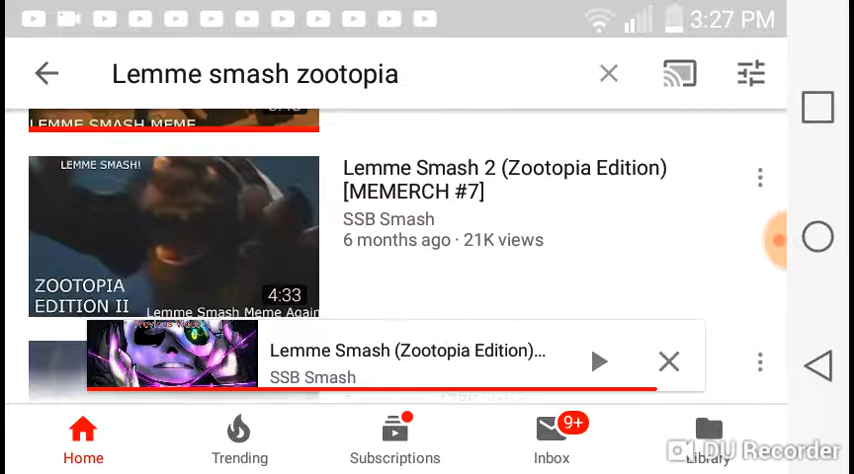 3:27 PM
Lemme smash zootopia
LEMME SMASH MEME
LEMME SMASH!
ZOOTOPIA
EDITION II
4:33
Lemme Smash Meme Again
Lemme Smash 2 (Zootopia Edition)
[MEMERCH #7]
SSB Smash
6 months ago · 21K views
Previous Video
Lemme Smash (Zootopia Edition)...
SSB Smash
Home
Trending
Subscriptions
9+
Inbox
Library
DU Recorder